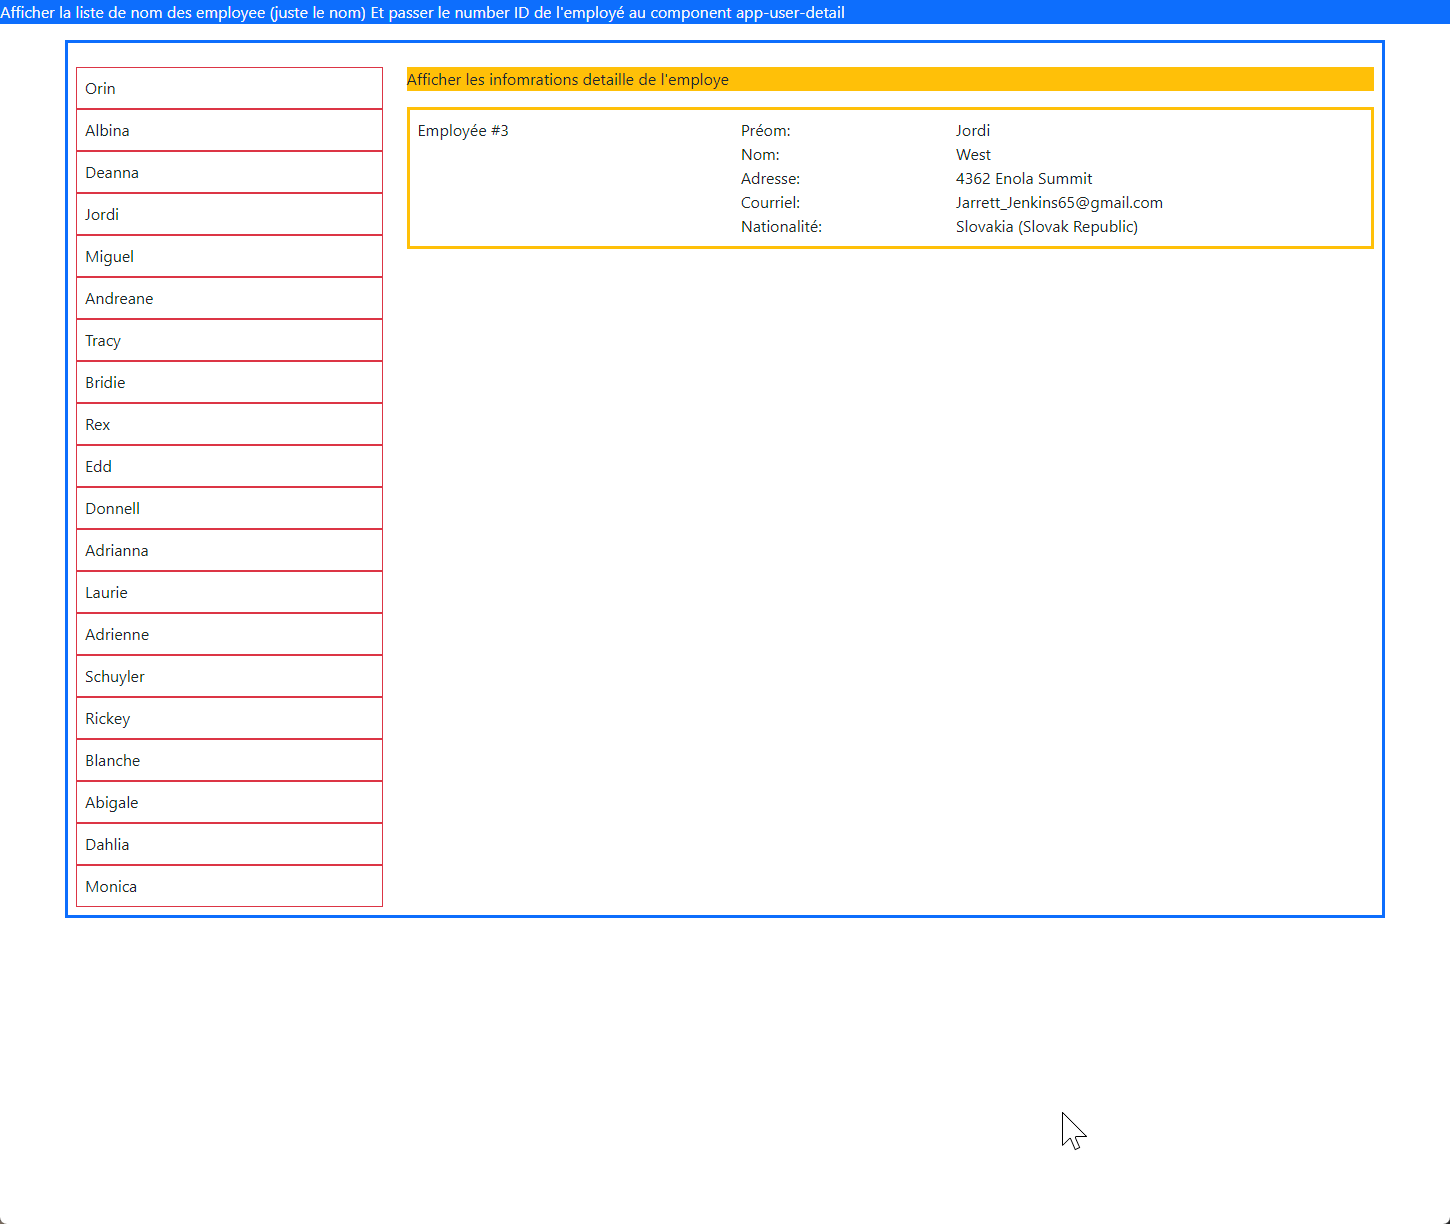 Afficher la liste de nom des employee (juste le nom) Et passer le number ID de l'employé au component app-user-detail
Orin
Albina
Deanna
Jordi
Miguel
Andreane
Tracy
Bridie
Rex
Edd
Donnell
Adrianna
Laurie
Adrienne
Schuyler
Rickey
Blanche
Abigale
Dahlia
Monica
Afficher les infomrations detaille de l'employe
Employée #3
Préom: Jordi
Nom: West
Adresse: 4362 Enola Summit
Courriel: Jarrett_Jenkins65@gmail.com
Nationalité: Slovakia (Slovak Republic)